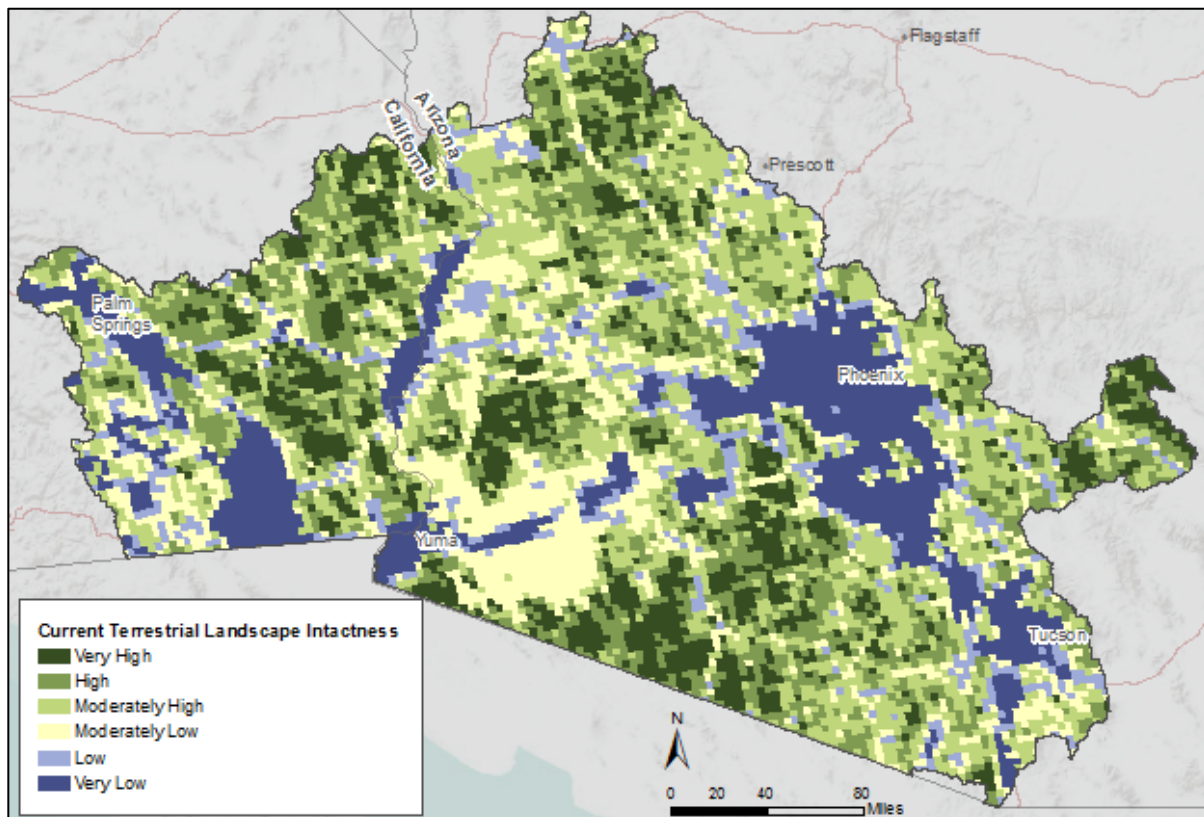 Flagstaff
Arizona
California
Prescott
Palm
Springs
Phoenix
Yuma
Tucson
Current Terrestrial Landscape Intactness
Very High
High
Moderately High
Moderately Low
Low
Very Low
N
0 20 40 80
Miles